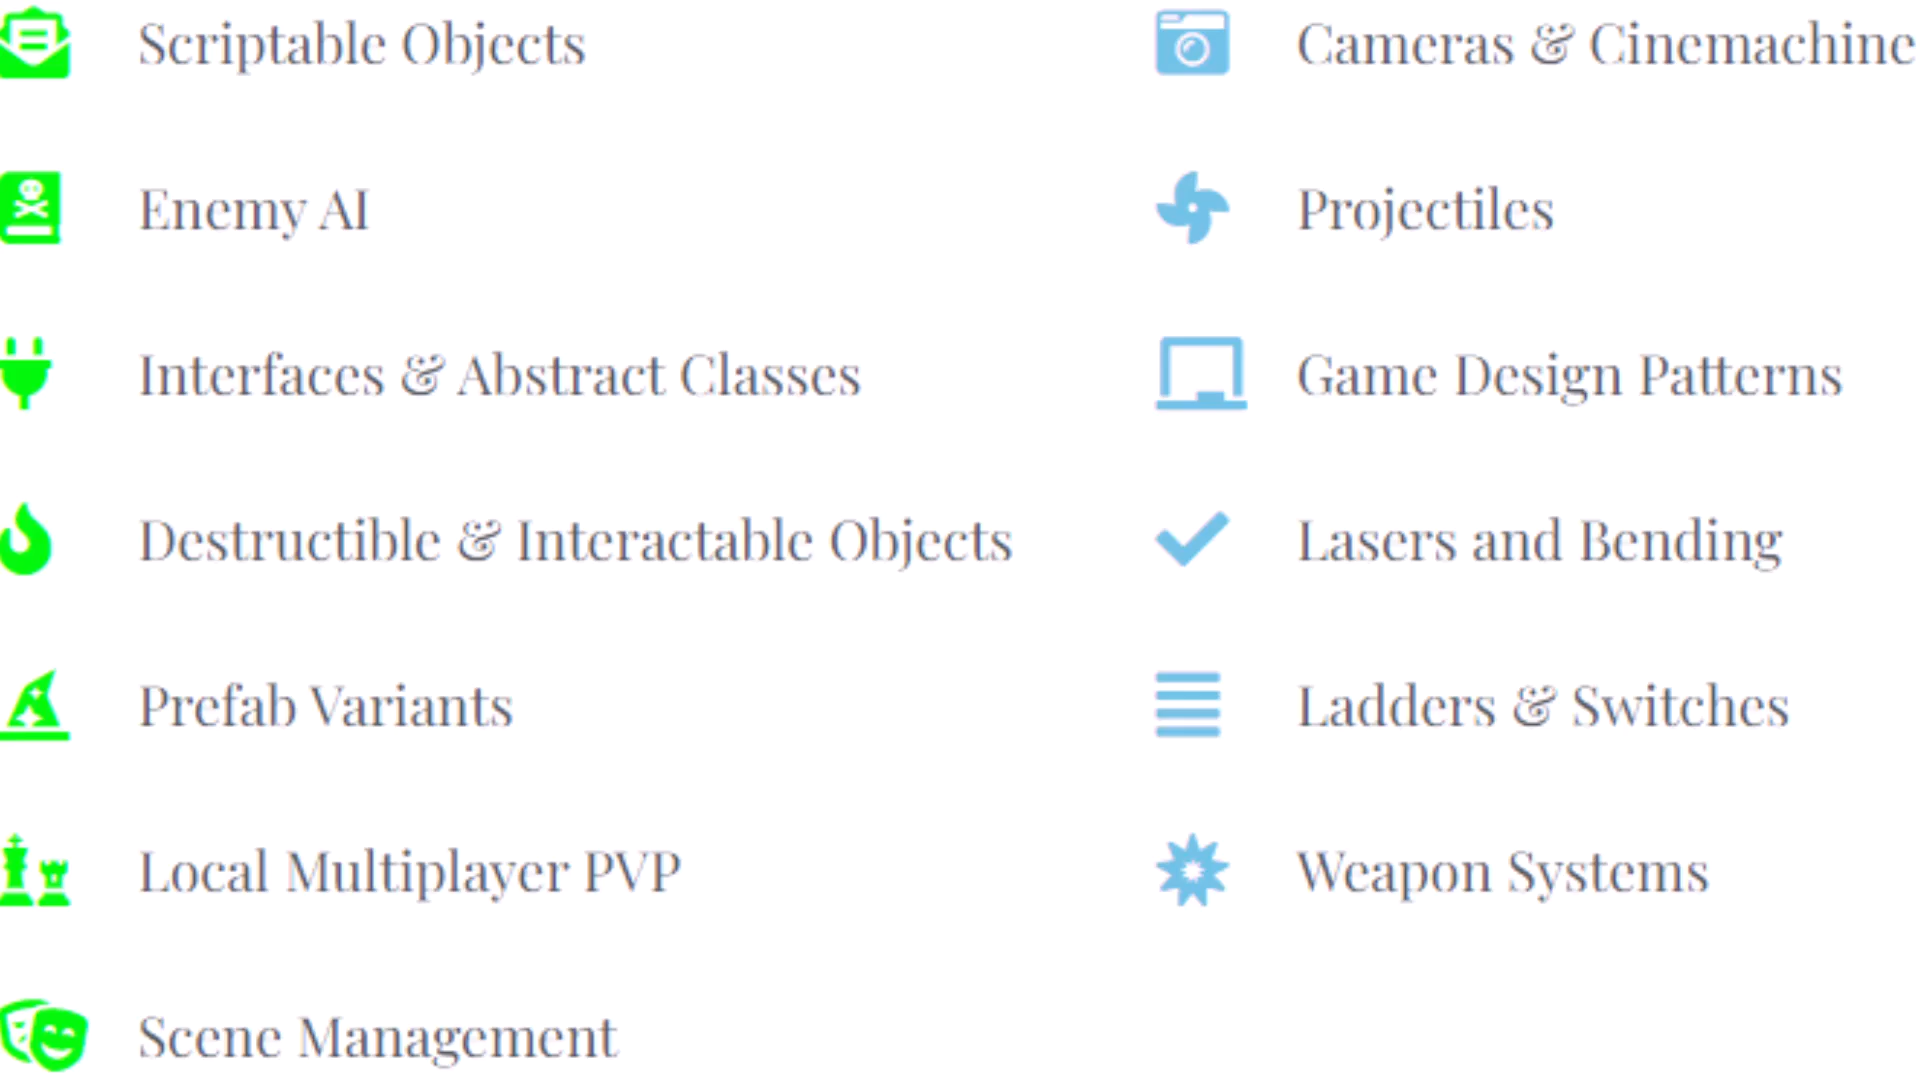 Scriptable Objects
Enemy AI
Interfaces & Abstract Classes
Destructible & Interactable Objects
Prefab Variants
Local Multiplayer PVP
Scene Management
Cameras & Cinemachine
Projectiles
Game Design Patterns
Lasers and Bending
Ladders & Switches
Weapon Systems